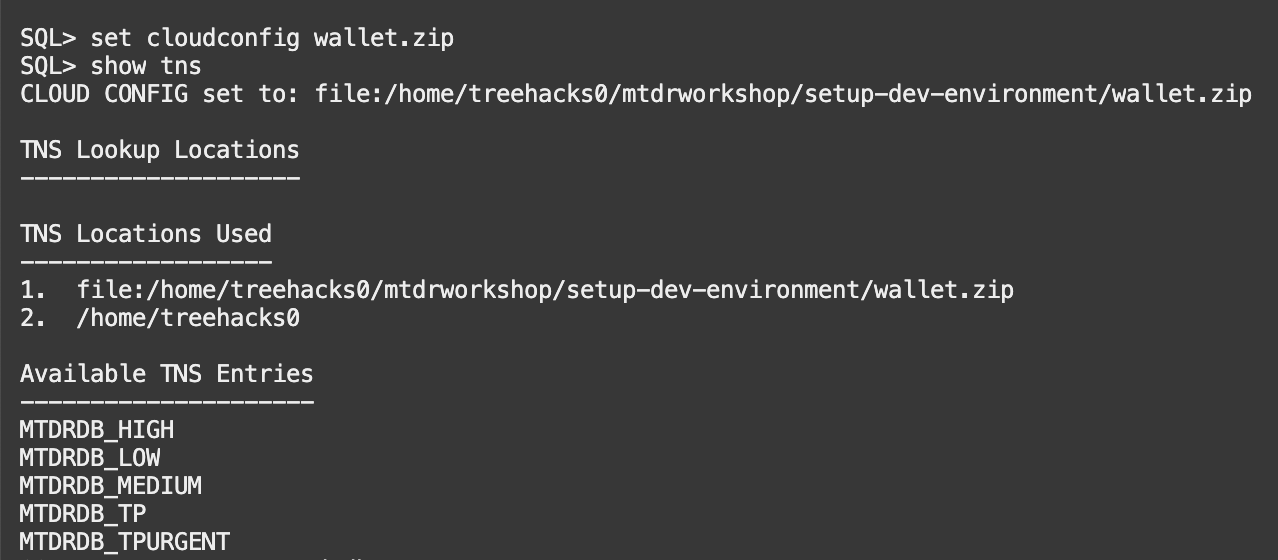 SQL> set cloudconfig wallet.zip
SQL> show tns
CLOUD CONFIG set to: file:/home/treehacks0/mtdrworkshop/setup-dev-environment/wallet.zip
TNS Lookup Locations
--------------------
TNS Locations Used
------------------
1.  file:/home/treehacks0/mtdrworkshop/setup-dev-environment/wallet.zip
2.  /home/treehacks0
Available TNS Entries
---------------------
MTDRDB_HIGH
MTDRDB_LOW
MTDRDB_MEDIUM
MTDRDB_TP
MTDRDB_TPURGENT